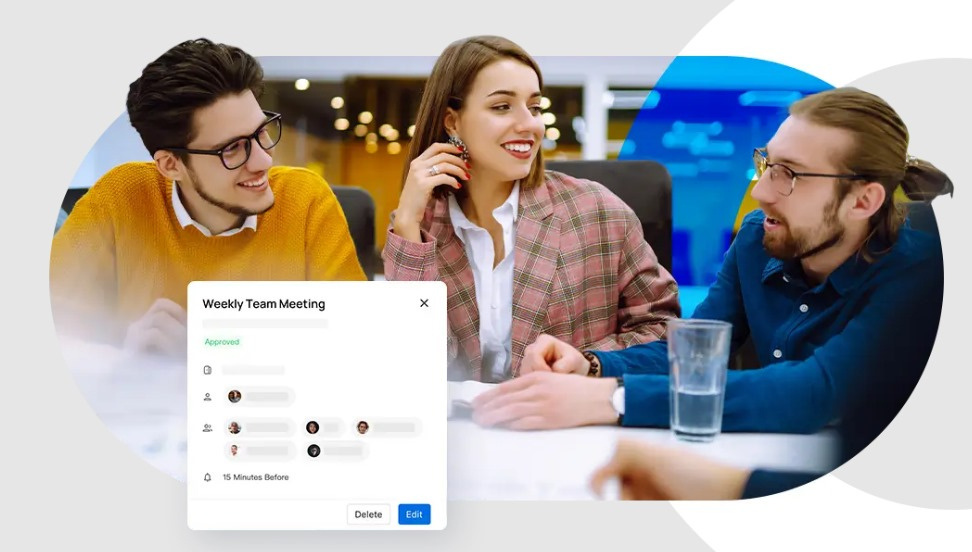 Weekly Team Meeting
Approved
15 Minutes Before
Delete
Edit